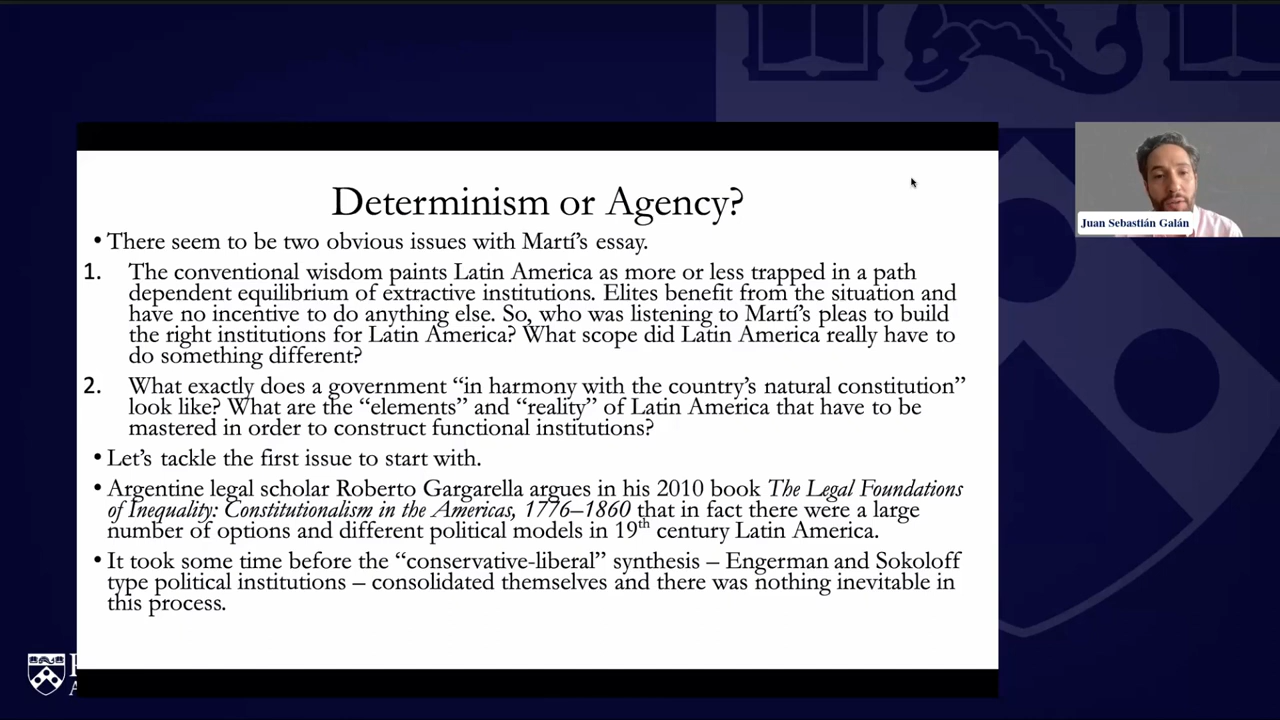 Determinism or Agency?
• There seem to be two obvious issues with Martí’s essay.
1. The conventional wisdom paints Latin America as more or less trapped in a path
dependent equilibrium of extractive institutions. Elites benefit from the situation and
have no incentive to do anything else. So, who was listening to Martí’s pleas to build
the right institutions for Latin America? What scope did Latin America really have to
do something different?
2. What exactly does a government “in harmony with the country’s natural constitution”
look like? What are the “elements” and “reality” of Latin America that have to be
mastered in order to construct functional institutions?
• Let’s tackle the first issue to start with.
• Argentine legal scholar Roberto Gargarella argues in his 2010 book The Legal Foundations
of Inequality: Constitutionalism in the Americas, 1776–1860 that in fact there were a large
number of options and different political models in 19th century Latin America.
• It took some time before the “conservative-liberal” synthesis – Engerman and Sokoloff
type political institutions – consolidated themselves and there was nothing inevitable in
this process.
Juan Sebastián Galán